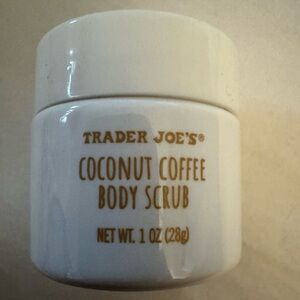 TRADER JOE'S®
COCONUT COFFEE
BODY SCRUB
NET WT. 1 OZ (28g)